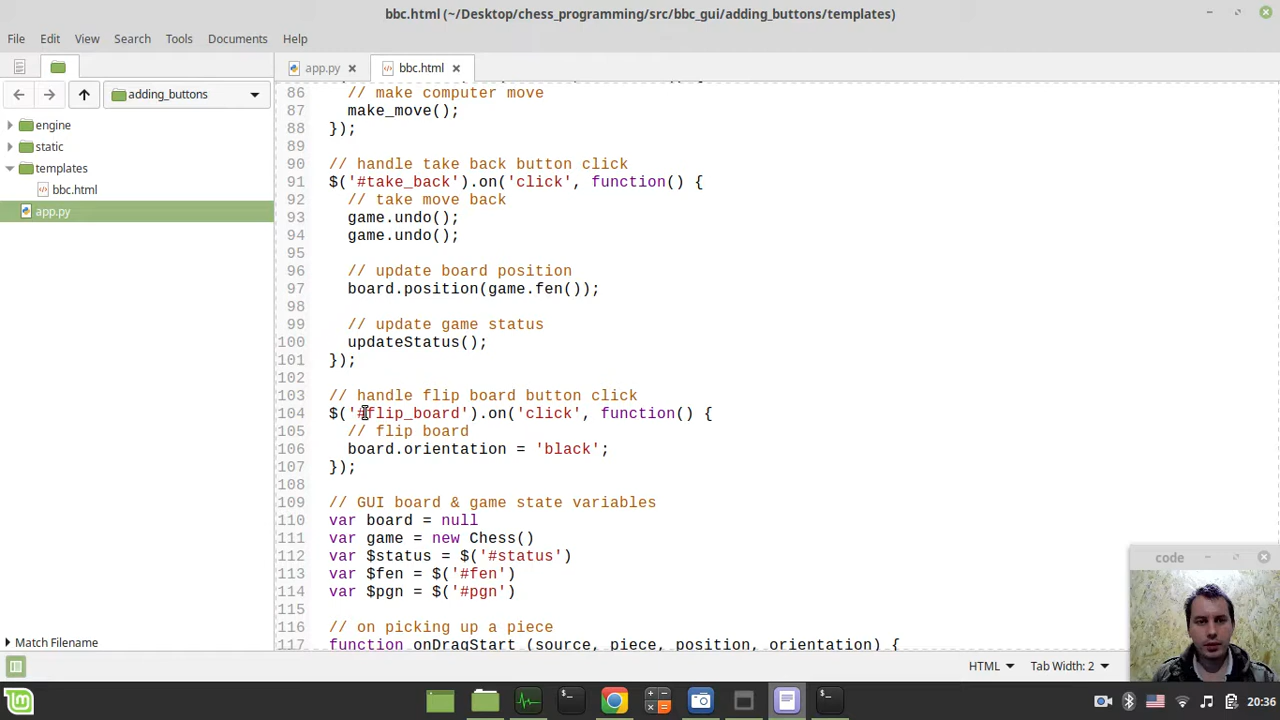 bbc.html (~/Desktop/chess_programming/src/bbc_gui/adding_buttons/templates)
File Edit View Search Tools Documents Help
app.py
bbc.html
adding_buttons
engine
static
templates
bbc.html
app.py
86 // make computer move
87 make_move();
88 });
89
90 // handle take back button click
91 $('#take_back').on('click', function() {
92 // take move back
93 game.undo();
94 game.undo();
95
96 // update board position
97 board.position(game.fen());
98
99 // update game status
100 updateStatus();
101 });
102
103 // handle flip board button click
104 $('#flip_board').on('click', function() {
105 // flip board
106 board.orientation = 'black';
107 });
108
109 // GUI board & game state variables
110 var board = null
111 var game = new Chess()
112 var $status = $('#status')
113 var $fen = $('#fen')
114 var $pgn = $('#pgn')
115
116 // on picking up a piece
117 function onDragStart (source, piece, position, orientation) {
code
Match Filename
HTML Tab Width: 2
20:36